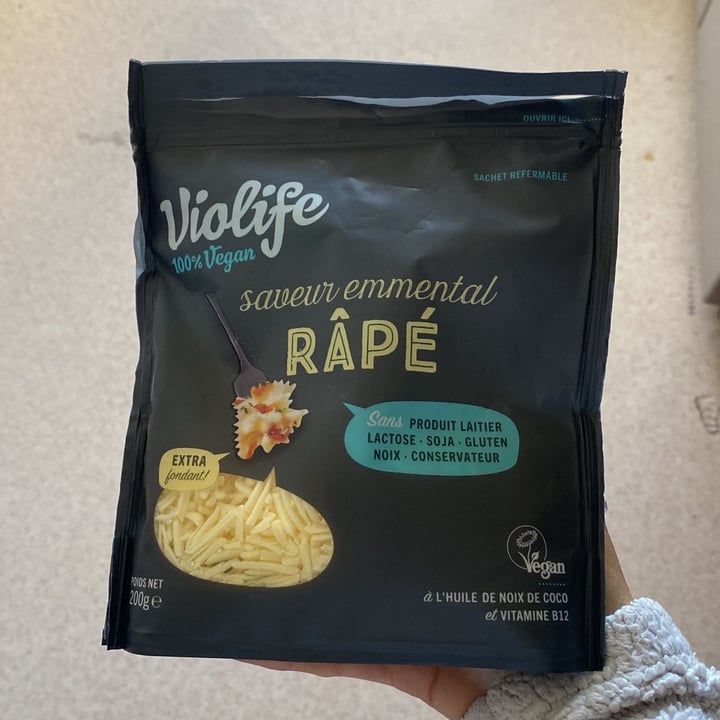 OUVRIR ICI
SACHET REFERMABLE
Violife
100% Vegan
saveur emmental
RÂPÉ
Sans PRODUIT LAITIER
LACTOSE · SOJA · GLUTEN
NOIX · CONSERVATEUR
EXTRA
fondant!
Vegan
POIDS NET
200g e
à L'HUILE DE NOIX DE COCO
et VITAMINE B12